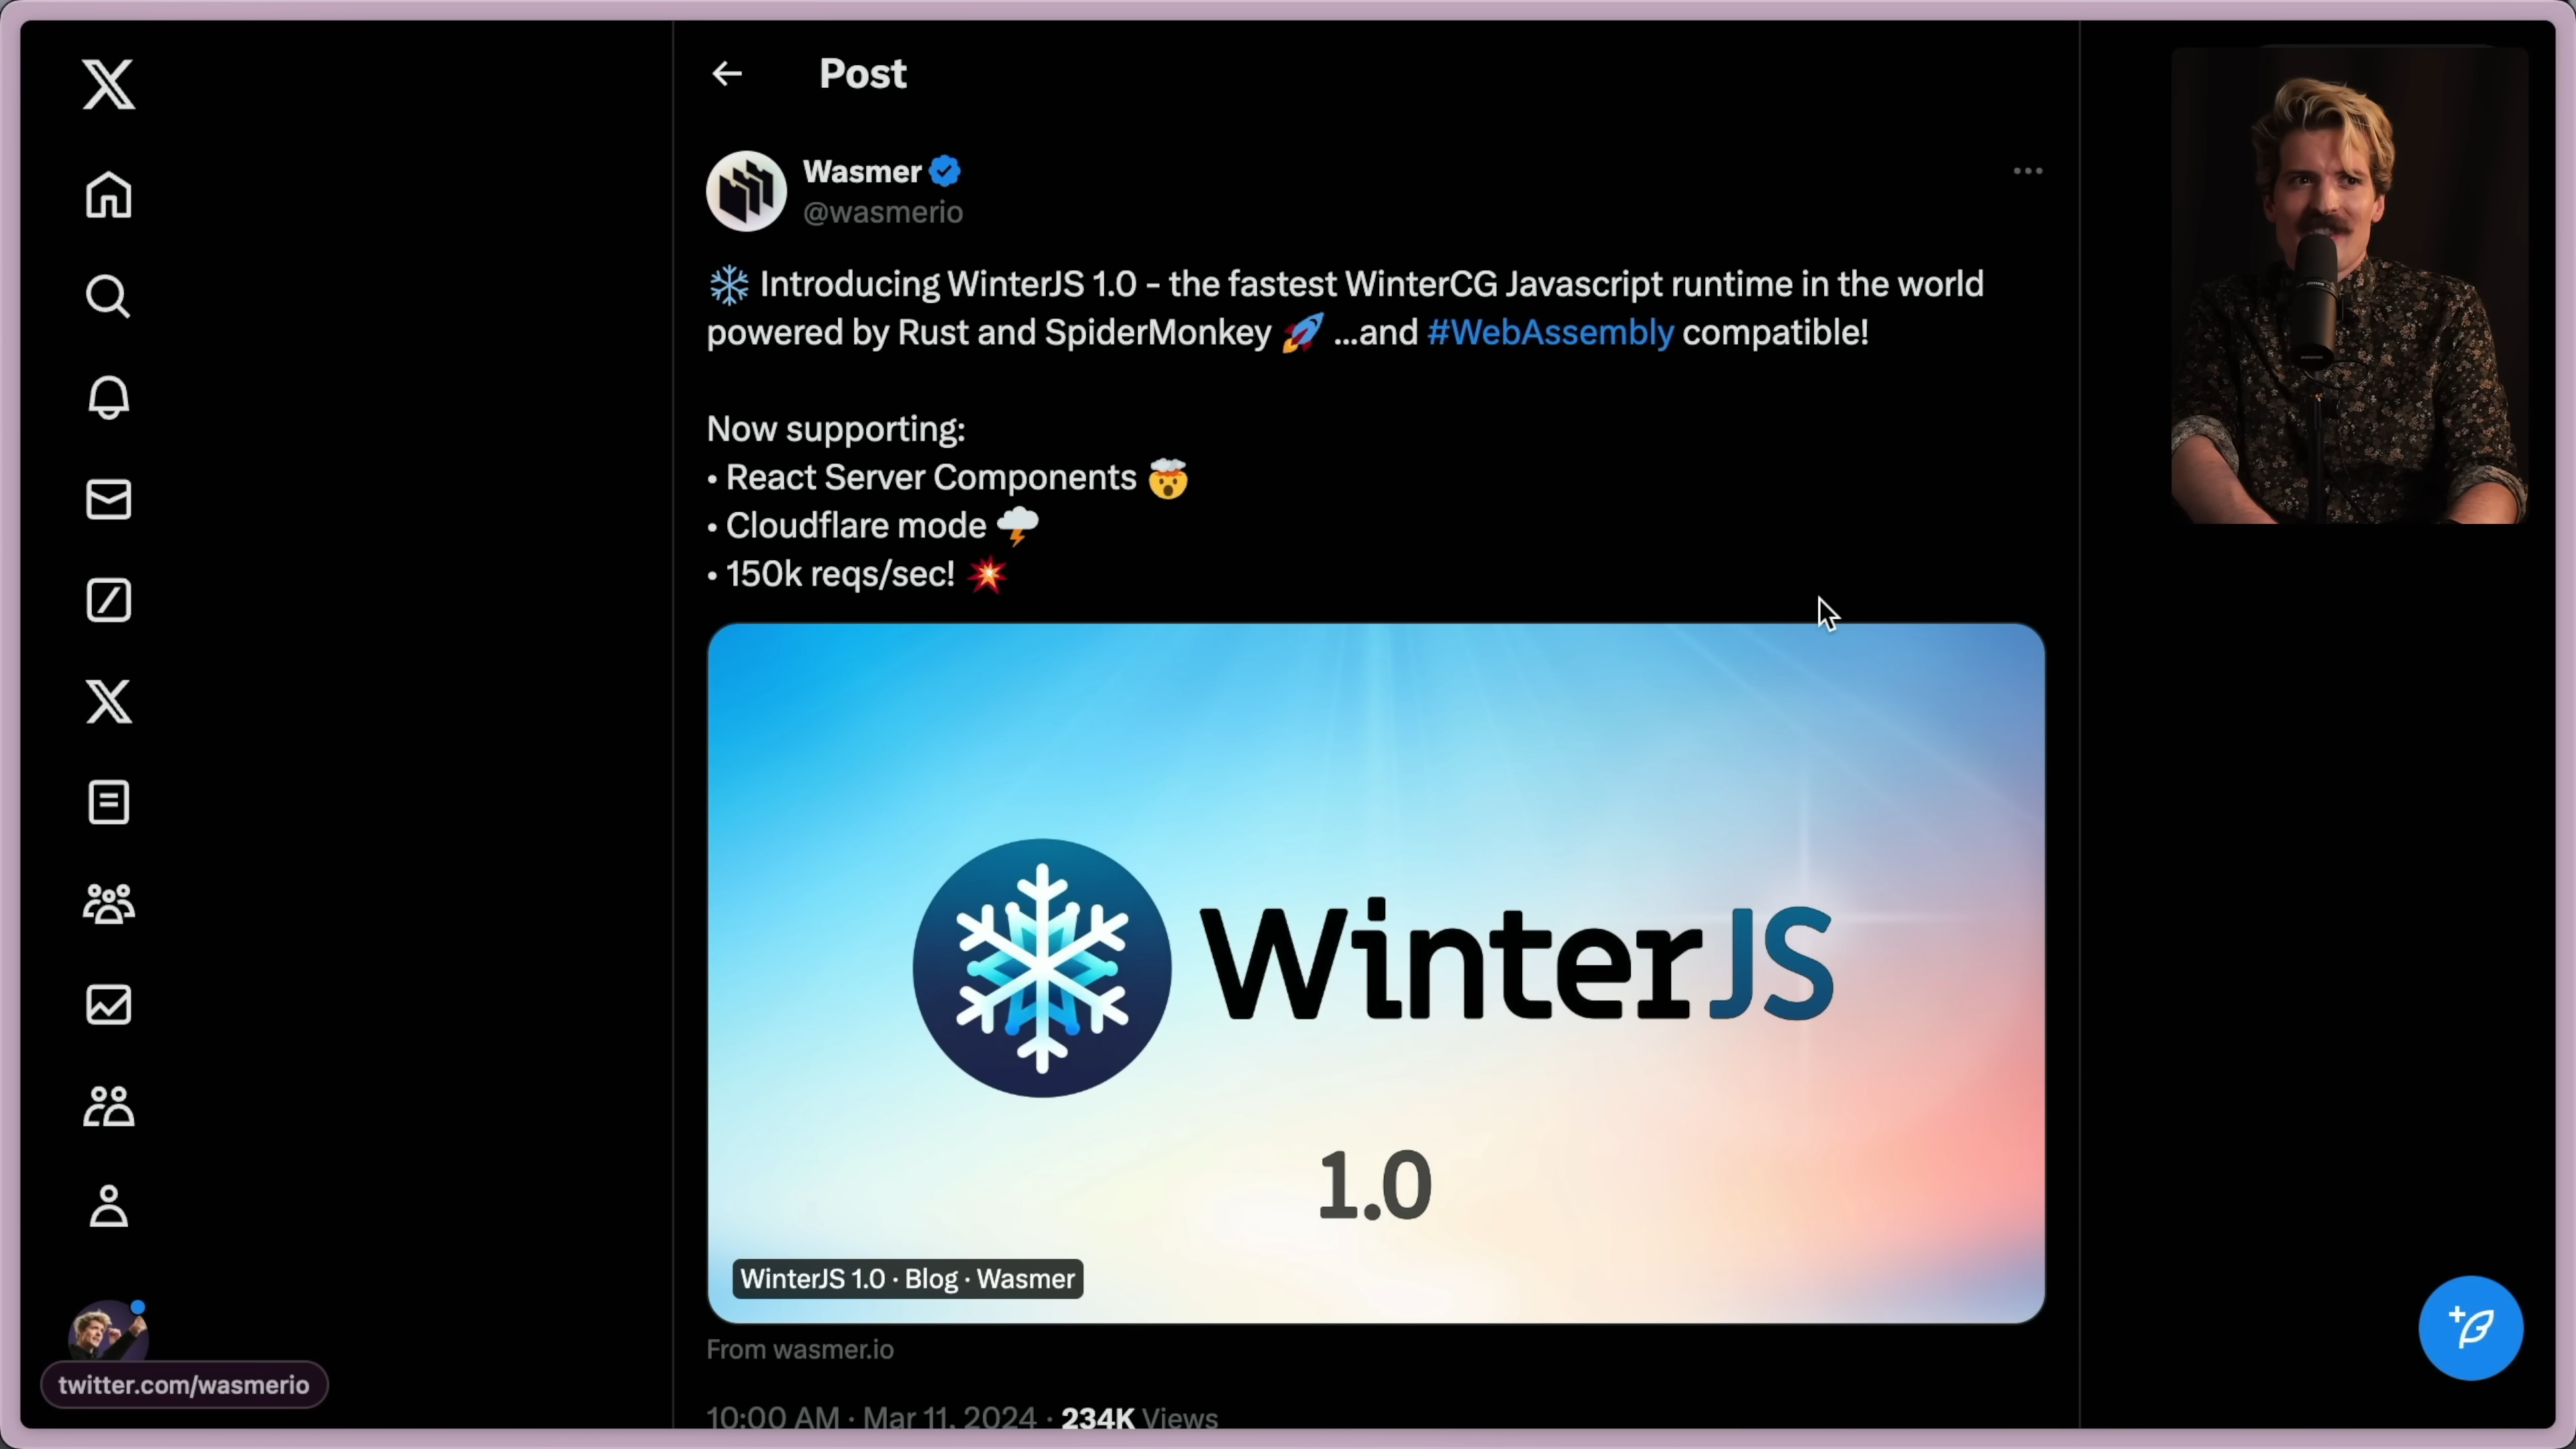 Post
Wasmer
@wasmerio
Introducing WinterJS 1.0 - the fastest WinterCG Javascript runtime in the world
powered by Rust and SpiderMonkey 🚀 ...and #WebAssembly compatible!
Now supporting:
• React Server Components 🤯
• Cloudflare mode 🌩️
• 150k reqs/sec! 💥
WinterJS
1.0
WinterJS 1.0 · Blog · Wasmer
From wasmer.io
twitter.com/wasmerio
10:00 AM · Mar 11, 2024 · 234K Views